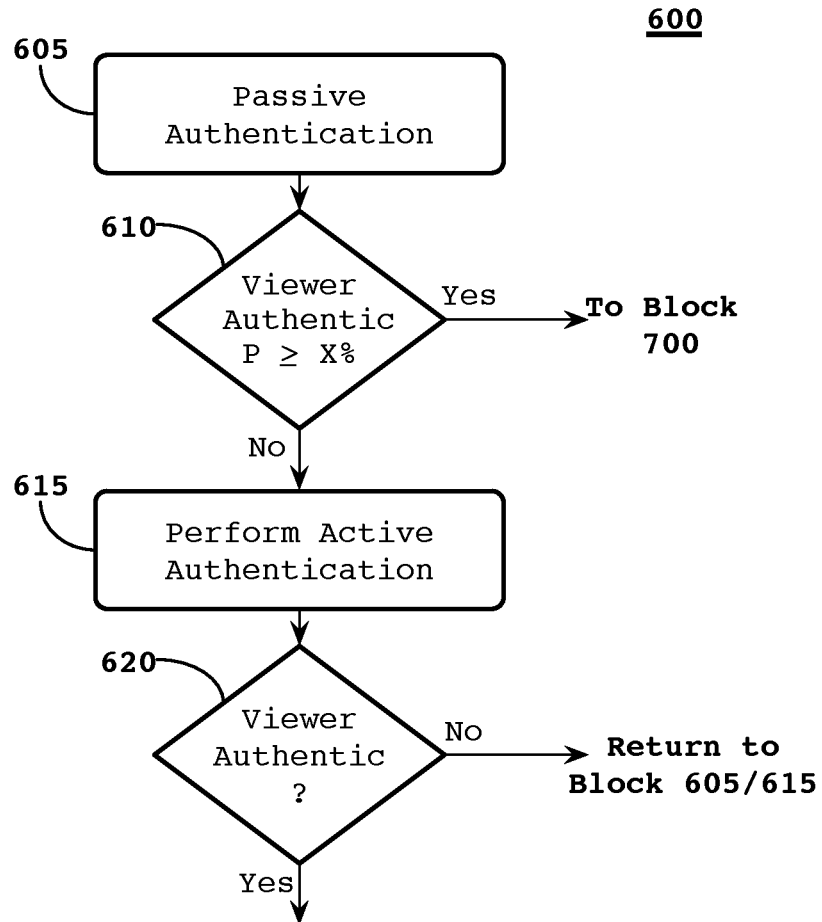 600
605
Passive
Authentication
610
Viewer
Authentic
P ≥ X%
Yes
To Block
700
No
615
Perform Active
Authentication
620
Viewer
Authentic
?
No
Return to
Block 605/615
Yes